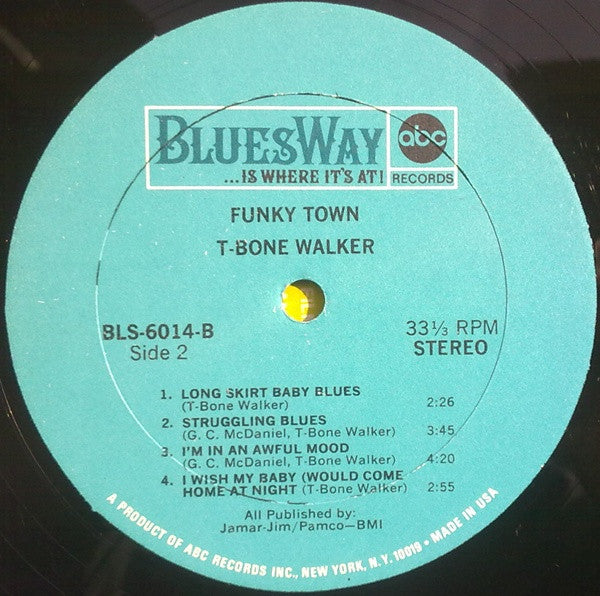 BLUESWAY
...IS WHERE IT'S AT!
abc
RECORDS
FUNKY TOWN
T-BONE WALKER
BLS-6014-B
Side 2
33⅓ RPM
STEREO
1. LONG SKIRT BABY BLUES
(T-Bone Walker) 2:26
2. STRUGGLING BLUES
(G. C. McDaniel, T-Bone Walker) 3:45
3. I'M IN AN AWFUL MOOD
(G. C. McDaniel, T-Bone Walker) 4:20
4. I WISH MY BABY (WOULD COME
HOME AT NIGHT (T-Bone Walker) 2:55
All Published by:
Jamar-Jim/Pamco—BMI
A PRODUCT OF ABC RECORDS INC., NEW YORK, N.Y. 10019 • MADE IN USA